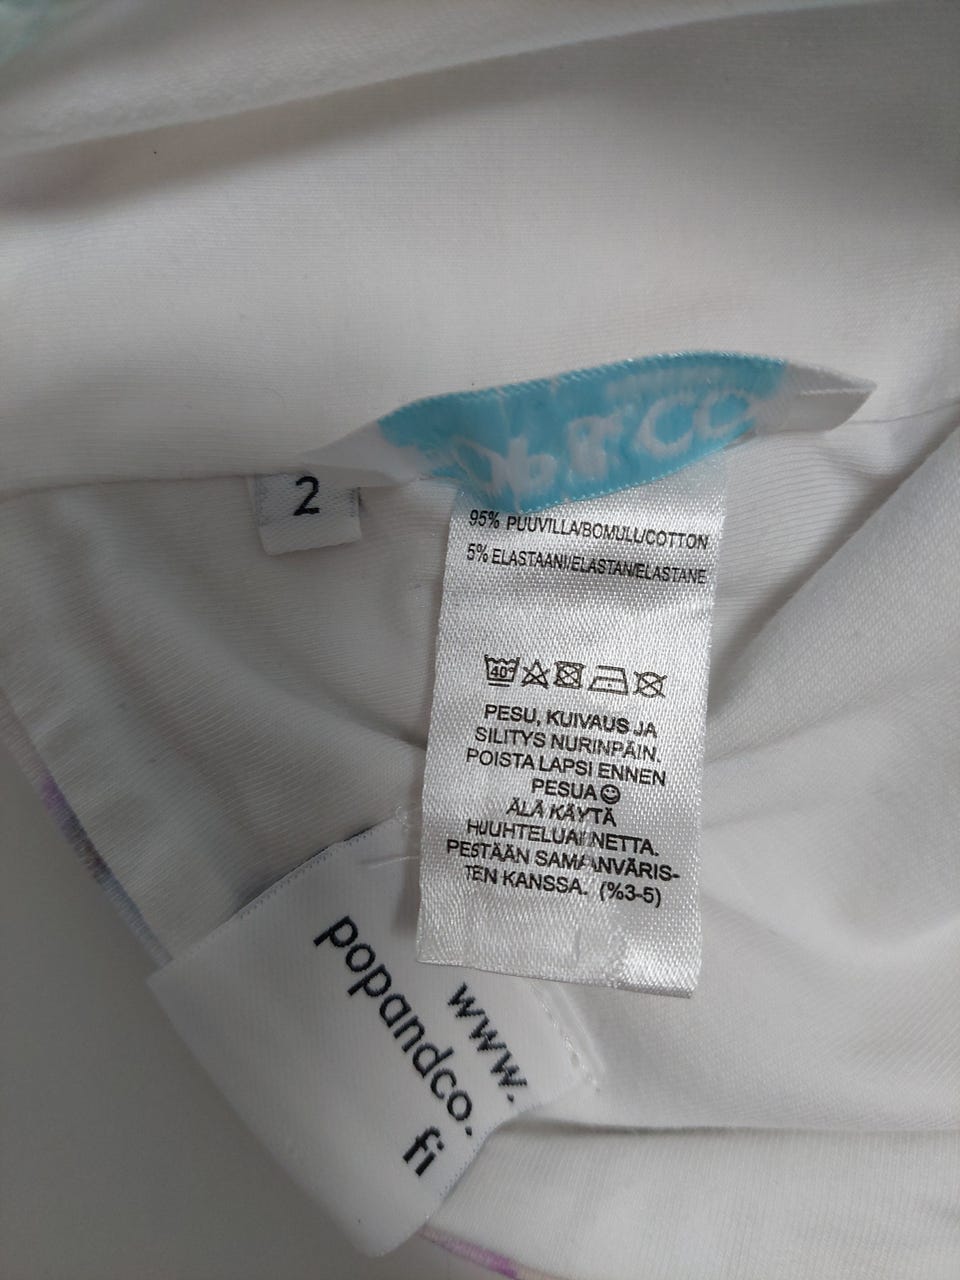 2
95% PUUVILLA/BOMULL/COTTON
5% ELASTAANI/ELASTAN/ELASTANE
40°
PESU, KUIVAUS JA
SILITYS NURINPÄIN.
POISTA LAPSI ENNEN
PESUA☺
ÄLÄ KÄYTÄ
HUUHTELUAINETTA.
PESTÄÄN SAMANVÄRIS-
TEN KANSSA. (%3-5)
www.
popandco.
fi